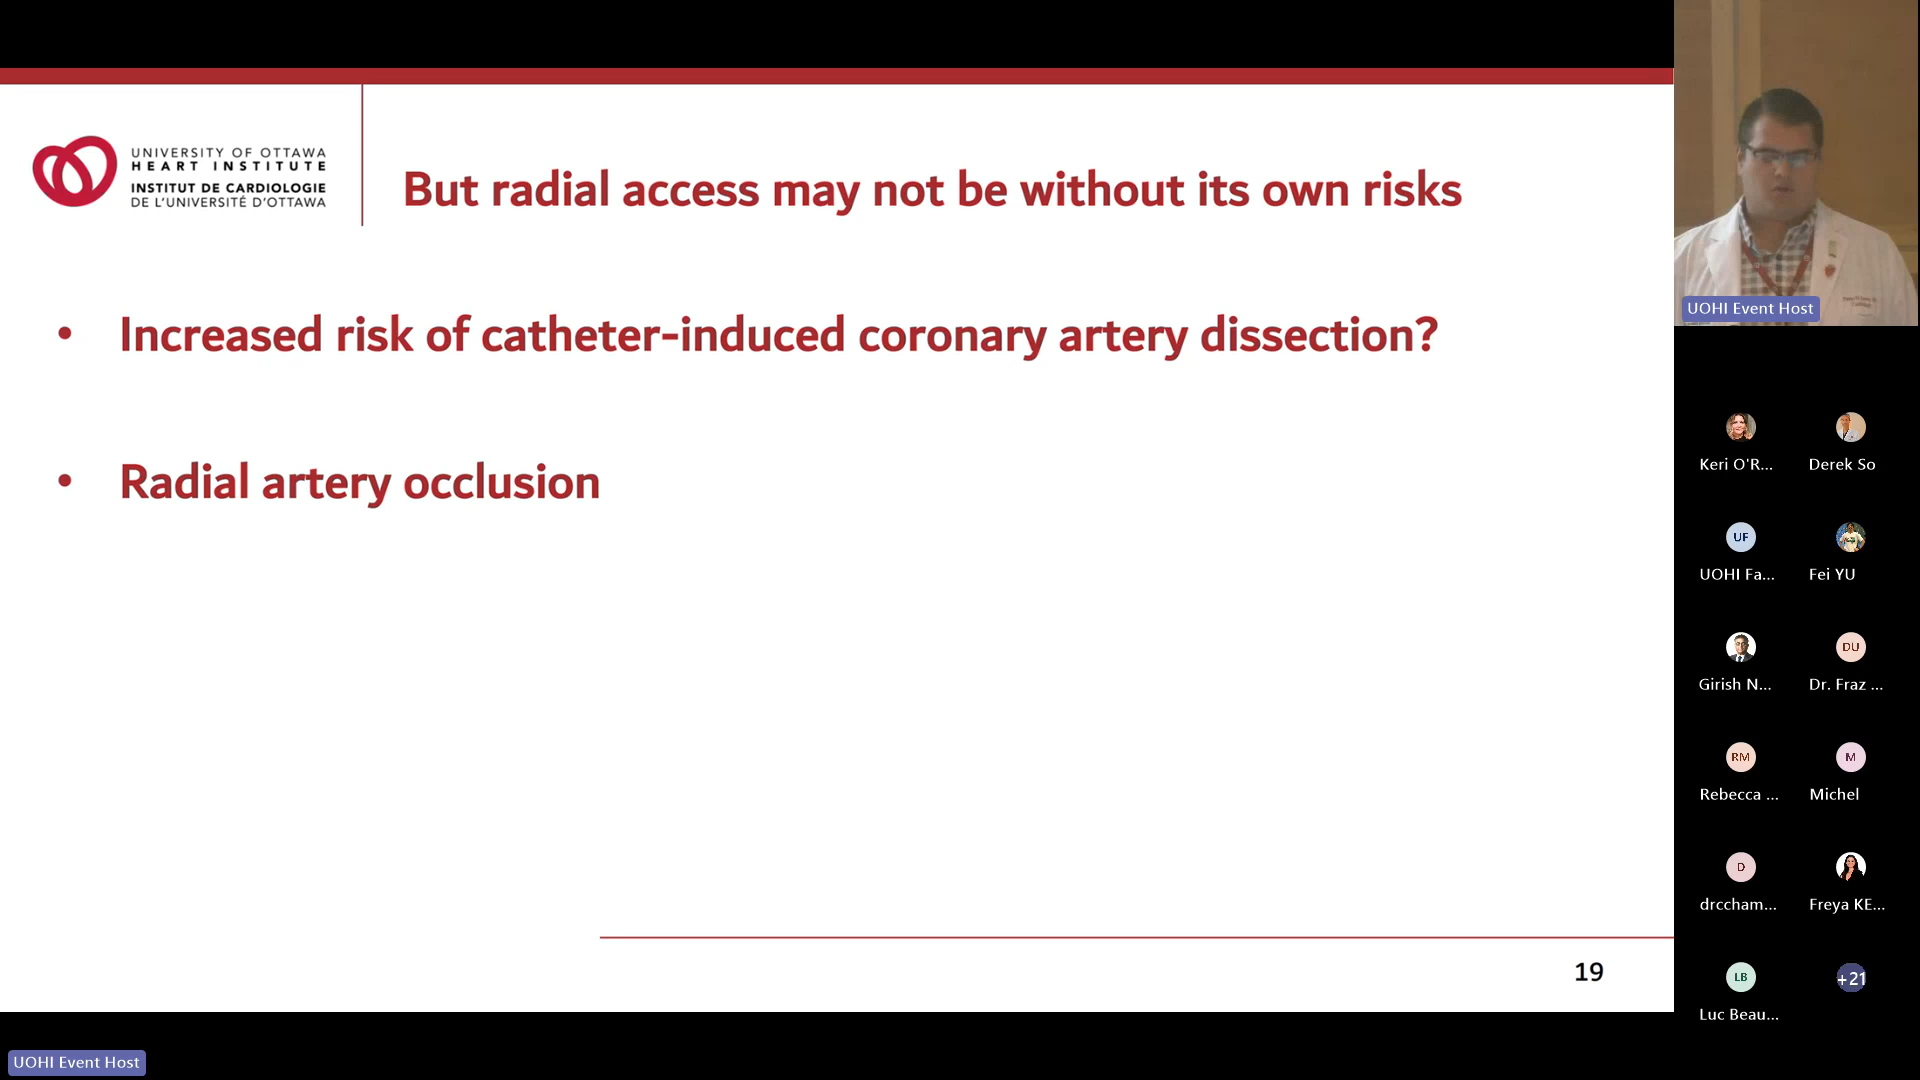 UNIVERSITY OF OTTAWA
HEART INSTITUTE
INSTITUT DE CARDIOLOGIE
DE L'UNIVERSITÉ D'OTTAWA
But radial access may not be without its own risks
• Increased risk of catheter-induced coronary artery dissection?
• Radial artery occlusion
19
UOHI Event Host
Keri O'R...
Derek So
UF
UOHI Fa...
Fei YU
Girish N...
DU
Dr. Fraz ...
RM
Rebecca ...
M
Michel
D
drccham...
Freya KE...
LB
Luc Beau...
+21
UOHI Event Host